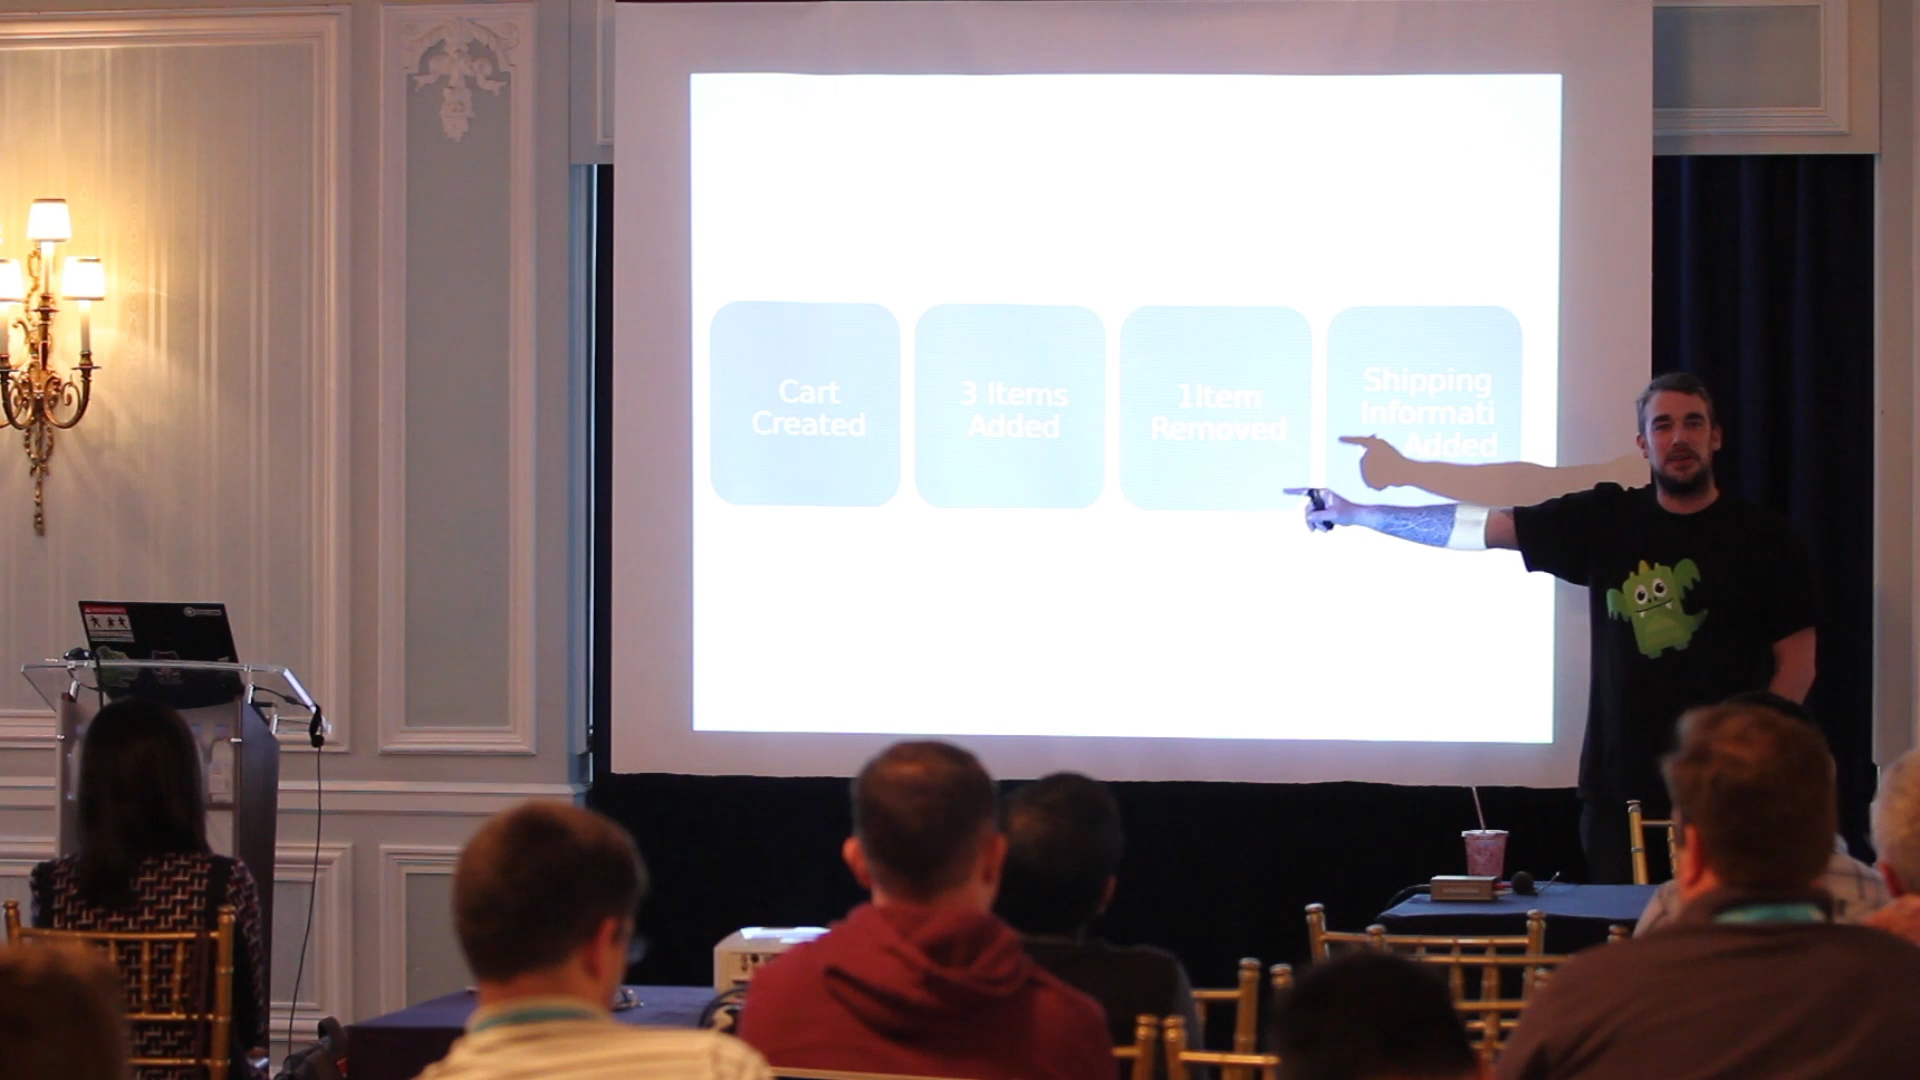 Cart
Created
3 Items
Added
1Item
Removed
Shipping
Informati
Added